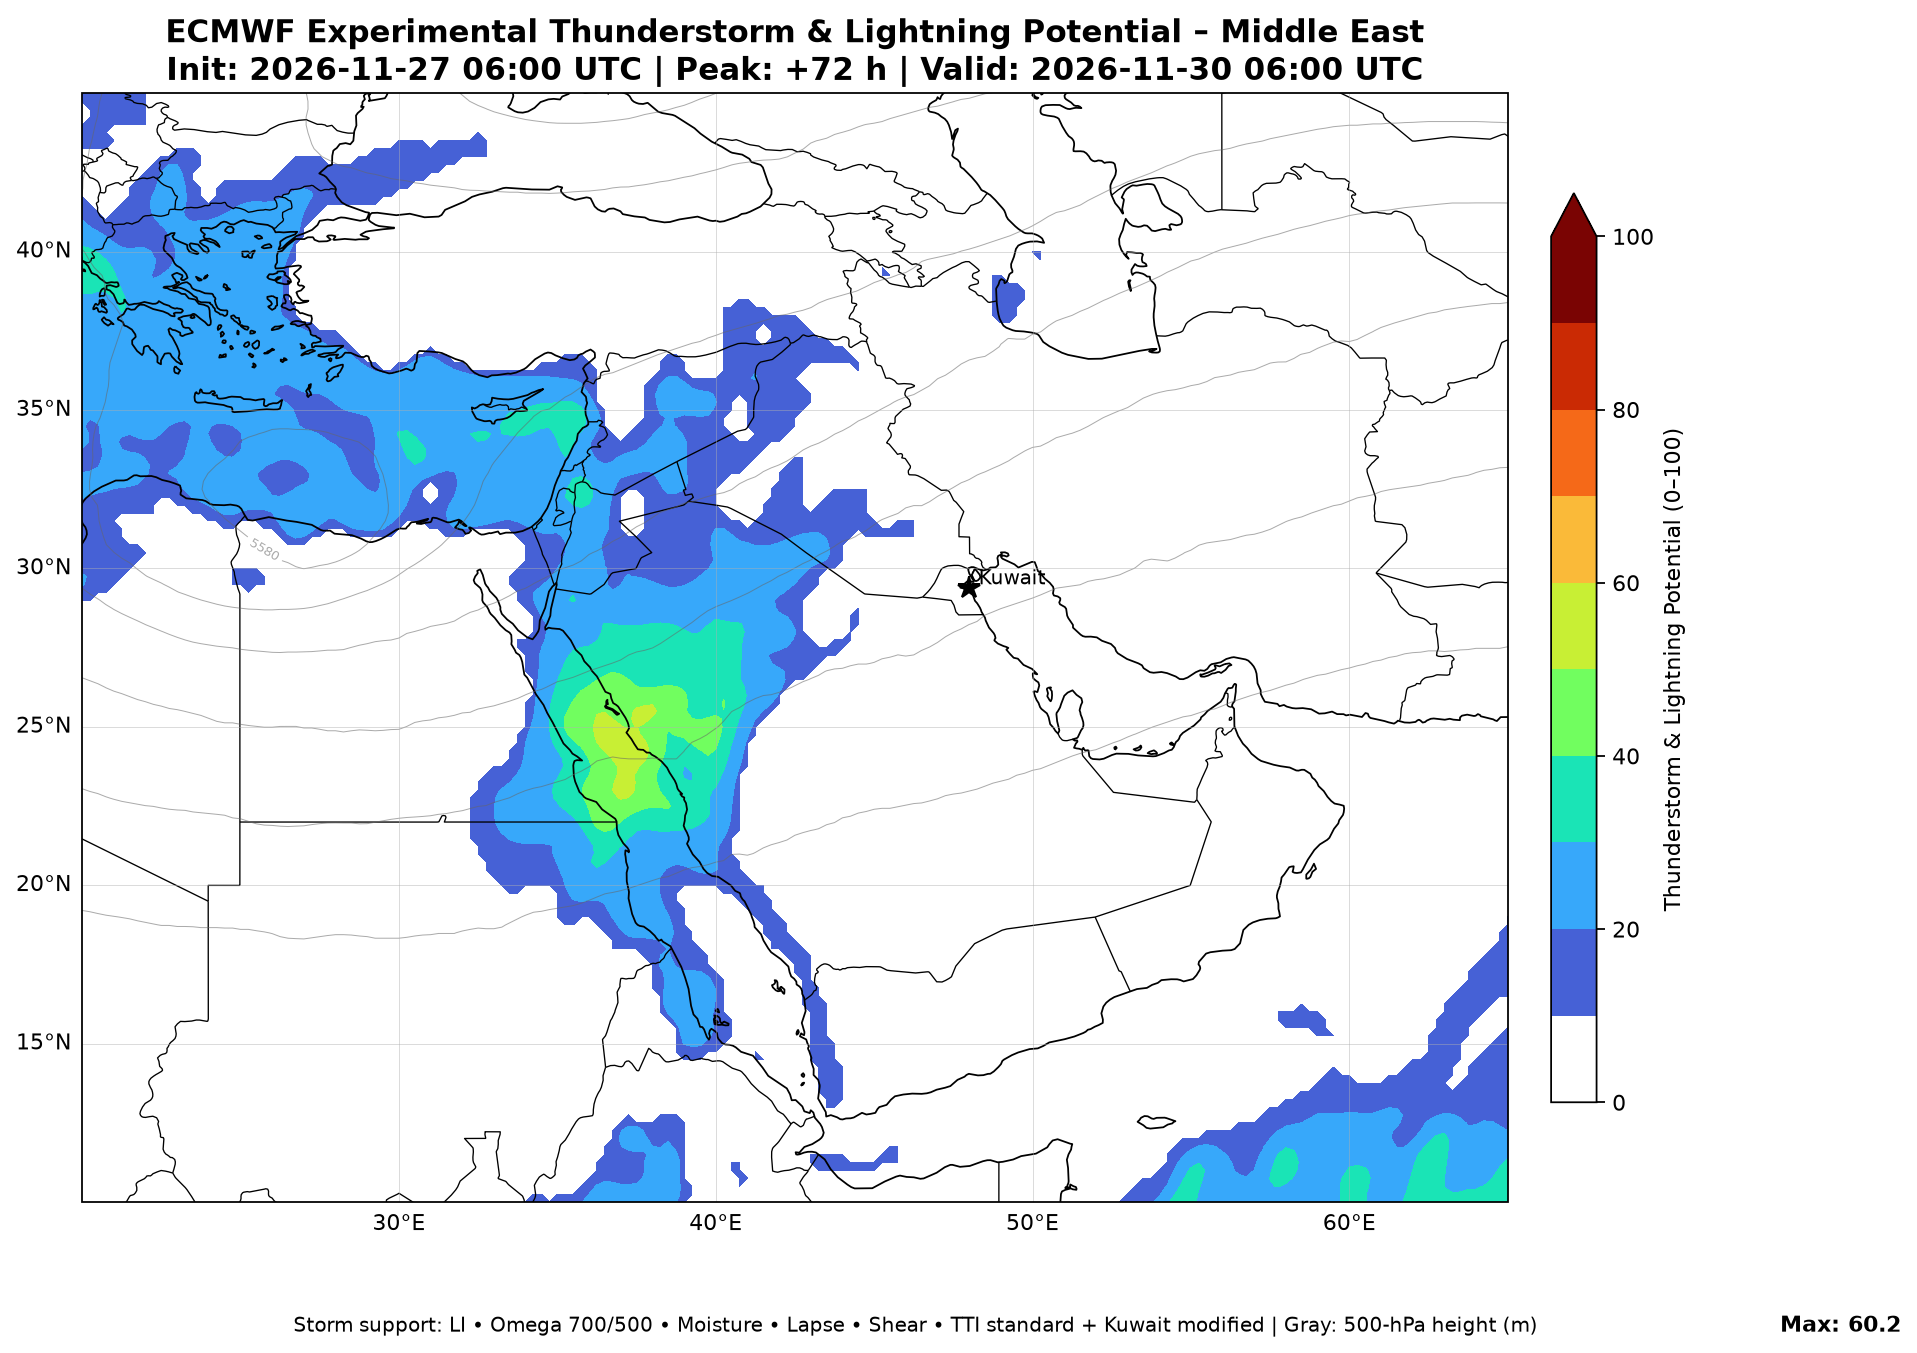 ECMWF Experimental Thunderstorm & Lightning Potential – Middle East
Init: 2026-11-27 06:00 UTC | Peak: +72 h | Valid: 2026-11-30 06:00 UTC
40°N
35°N
30°N
25°N
20°N
15°N
30°E
40°E
50°E
60°E
5580
Kuwait
100
80
60
40
20
0
Thunderstorm & Lightning Potential (0–100)
Storm support: LI • Omega 700/500 • Moisture • Lapse • Shear • TTI standard + Kuwait modified | Gray: 500-hPa height (m)
Max: 60.2